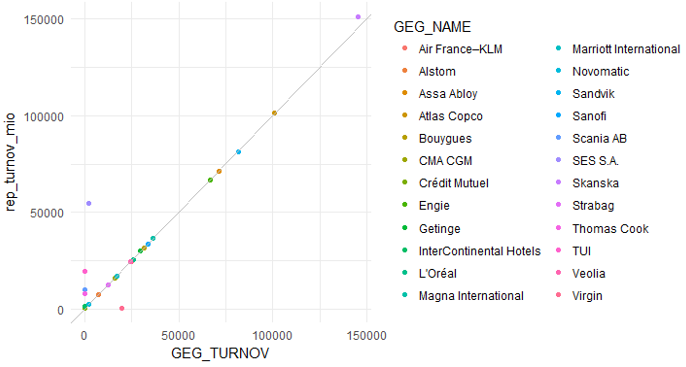 150000
100000
50000
0
rep_turnov_mio
0
50000
100000
150000
GEG_TURNOV
GEG_NAME
Air France–KLM
Alstom
Assa Abloy
Atlas Copco
Bouygues
CMA CGM
Crédit Mutuel
Engie
Getinge
InterContinental Hotels
L'Oréal
Magna International
Marriott International
Novomatic
Sandvik
Sanofi
Scania AB
SES S.A.
Skanska
Strabag
Thomas Cook
TUI
Veolia
Virgin